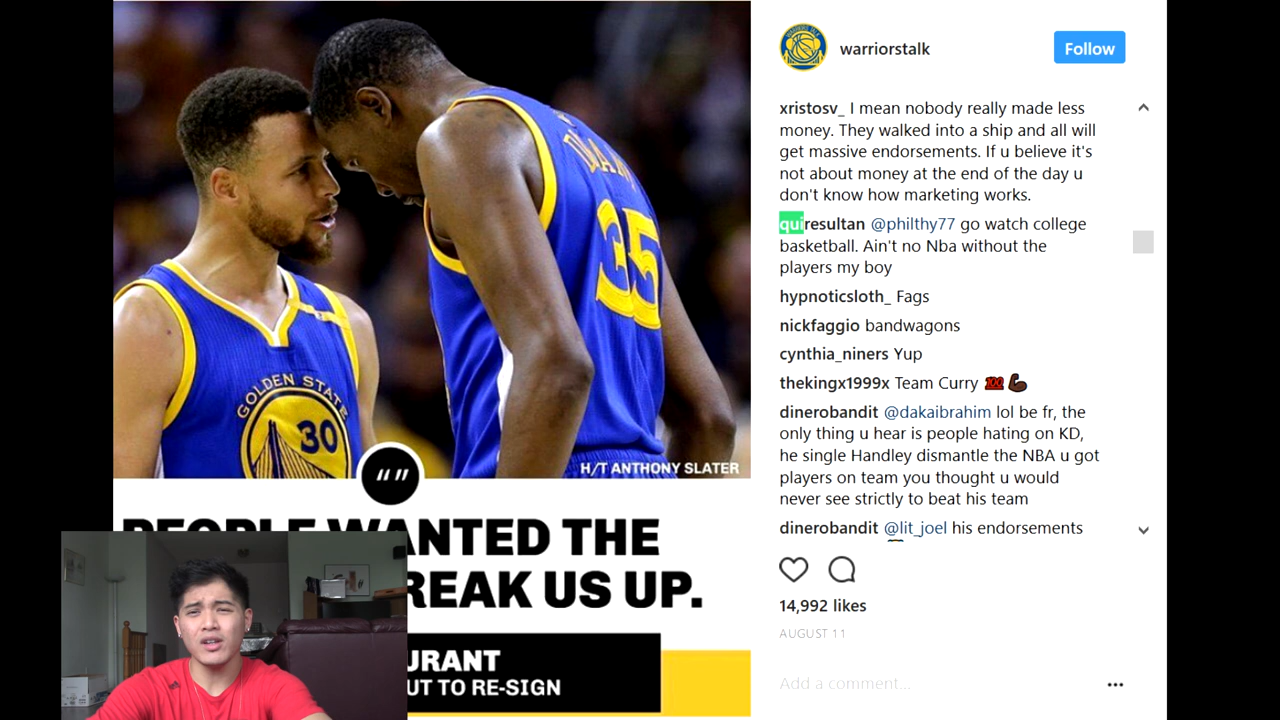 warriorstalk
Follow
xristosv_ I mean nobody really made less
money. They walked into a ship and all will
get massive endorsements. If u believe it's
not about money at the end of the day u
don't know how marketing works.
quiresultan @philthy77 go watch college
basketball. Ain't no Nba without the
players my boy
hypnoticsloth_ Fags
nickfaggio bandwagons
cynthia_niners Yup
thekingx1999x Team Curry 💯💪🏿
dinerobandit @dakaibrahim lol be fr, the
only thing u hear is people hating on KD,
he single Handley dismantle the NBA u got
players on team you thought u would
never see strictly to beat his team
dinerobandit @lit_joel his endorsements
14,992 likes
AUGUST 11
Add a comment...
35
GOLDEN STATE
30
H/T ANTHONY SLATER
““
PEOPLE WANTED THE
REAK US UP.
URANT
UT TO RE-SIGN